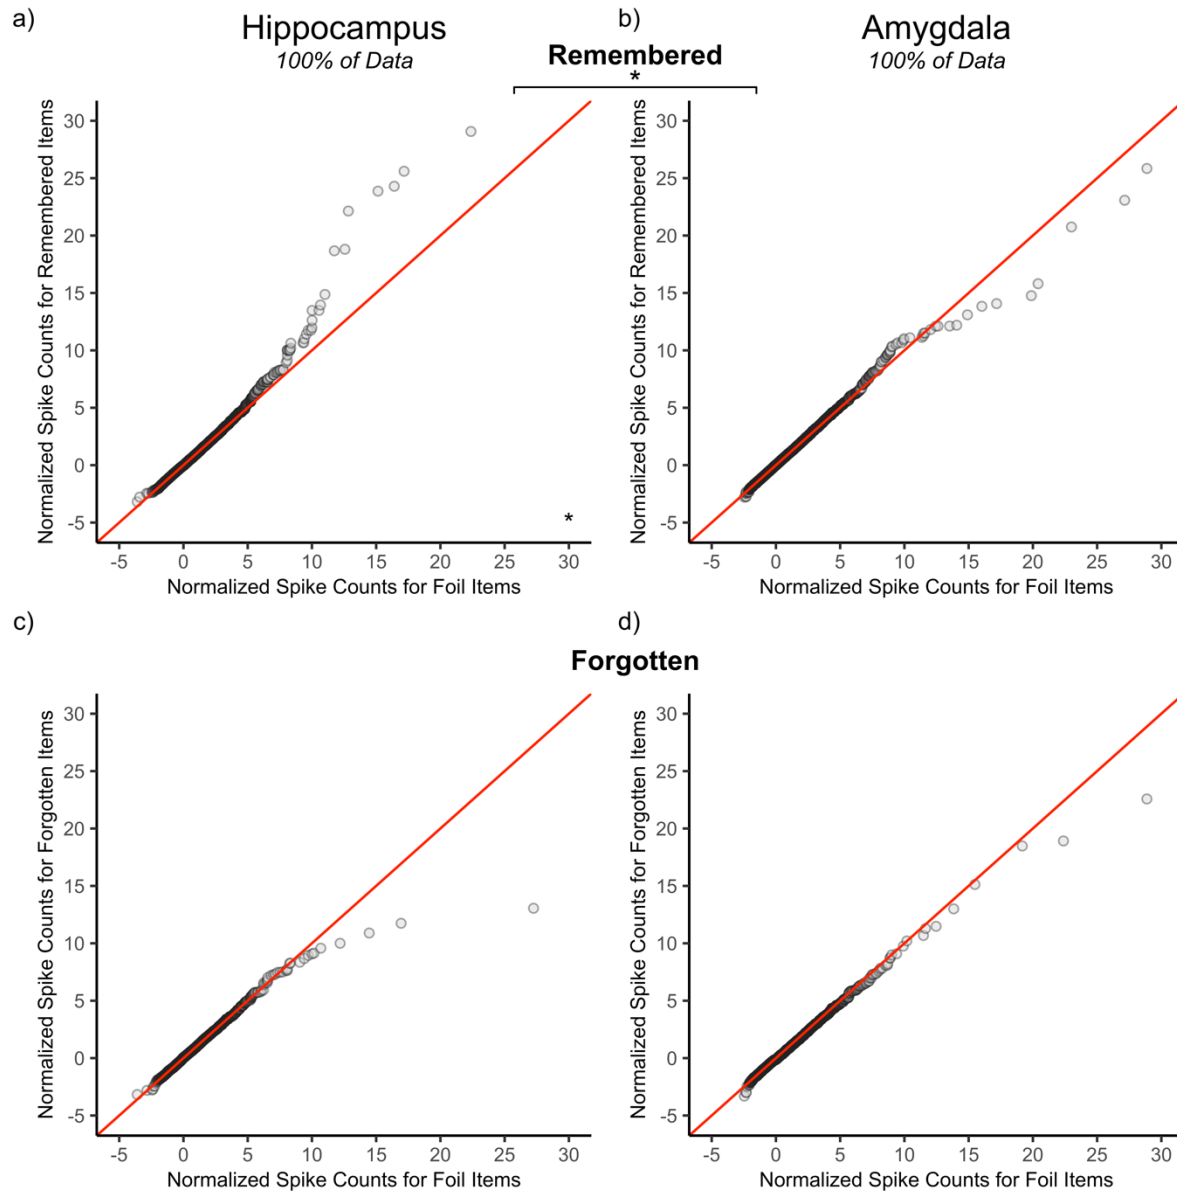 a)
Hippocampus
100% of Data
b)
Amygdala
100% of Data
Remembered
*
Normalized Spike Counts for Remembered Items
30
25
20
15
10
5
0
-5
*
-5 0 5 10 15 20 25 30
Normalized Spike Counts for Foil Items
Normalized Spike Counts for Remembered Items
30
25
20
15
10
5
0
-5
-5 0 5 10 15 20 25 30
Normalized Spike Counts for Foil Items
c)
d)
Forgotten
Normalized Spike Counts for Forgotten Items
30
25
20
15
10
5
0
-5
-5 0 5 10 15 20 25 30
Normalized Spike Counts for Foil Items
Normalized Spike Counts for Forgotten Items
30
25
20
15
10
5
0
-5
-5 0 5 10 15 20 25 30
Normalized Spike Counts for Foil Items